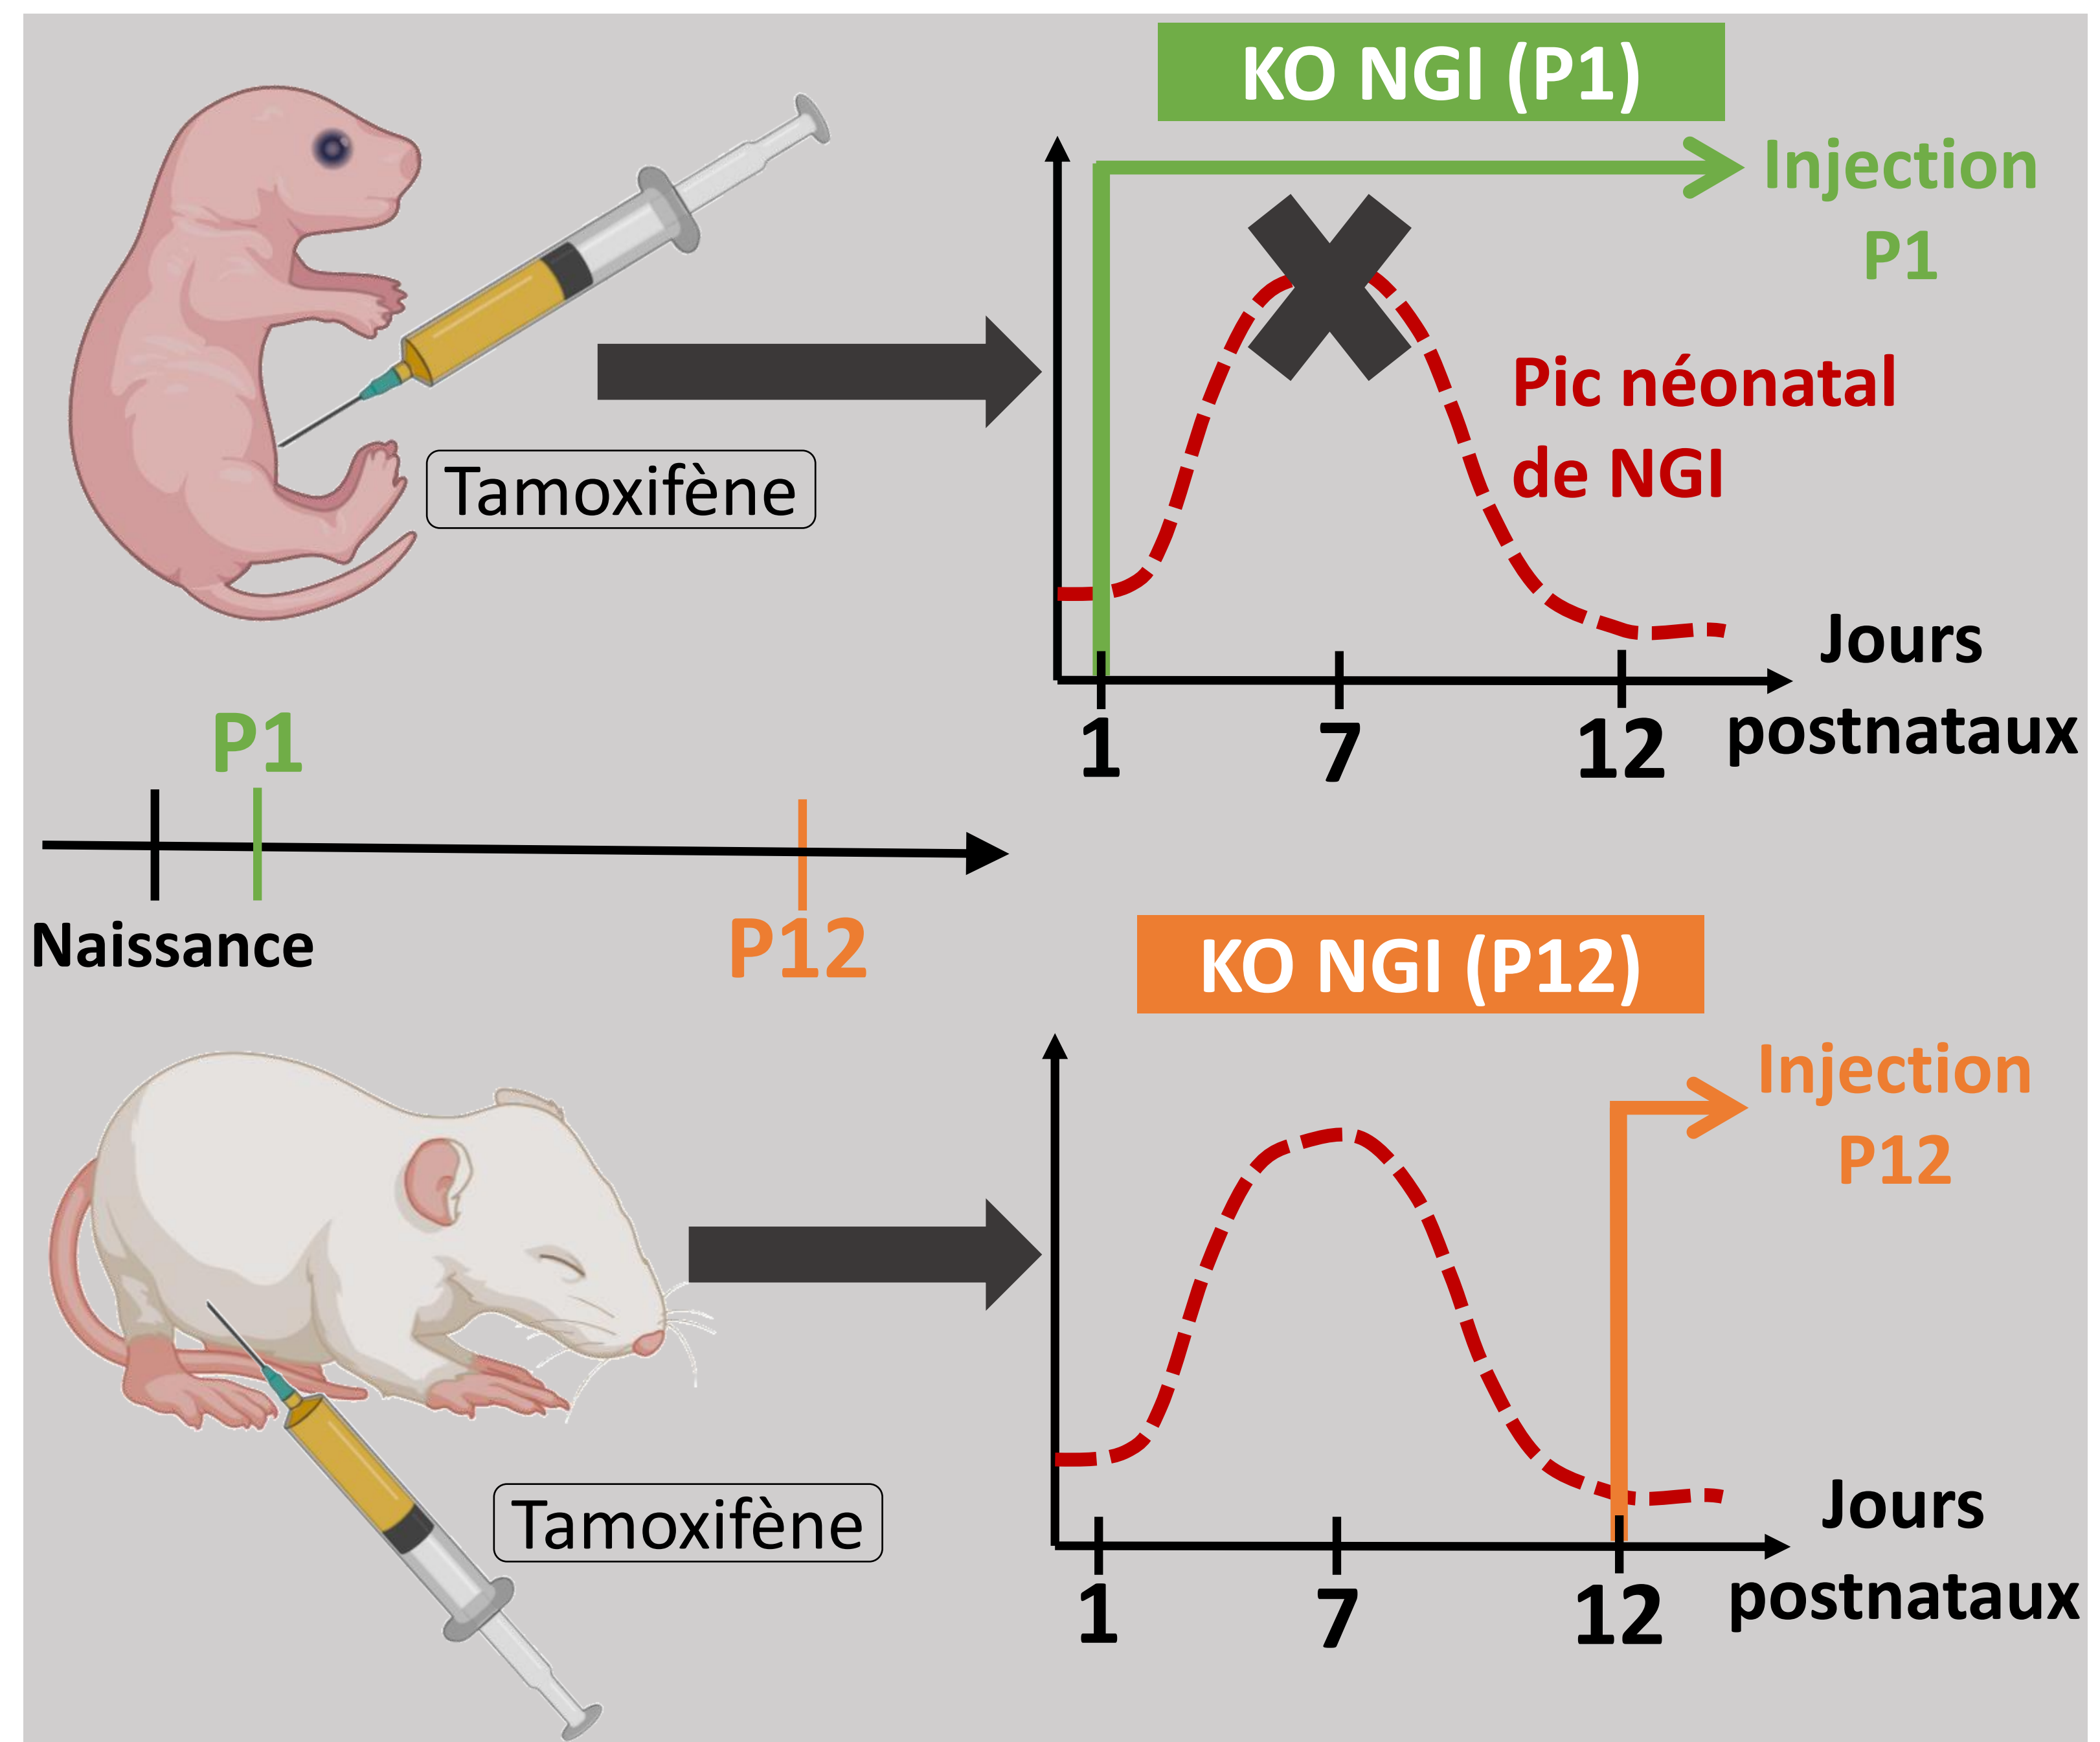 KO NGI (P1)
Injection
P1
Pic néonatal
de NGI
Tamoxifène
Jours
postnataux
1
7
12
P1
Naissance
P12
KO NGI (P12)
Injection
P12
Tamoxifène
Jours
postnataux
1
7
12